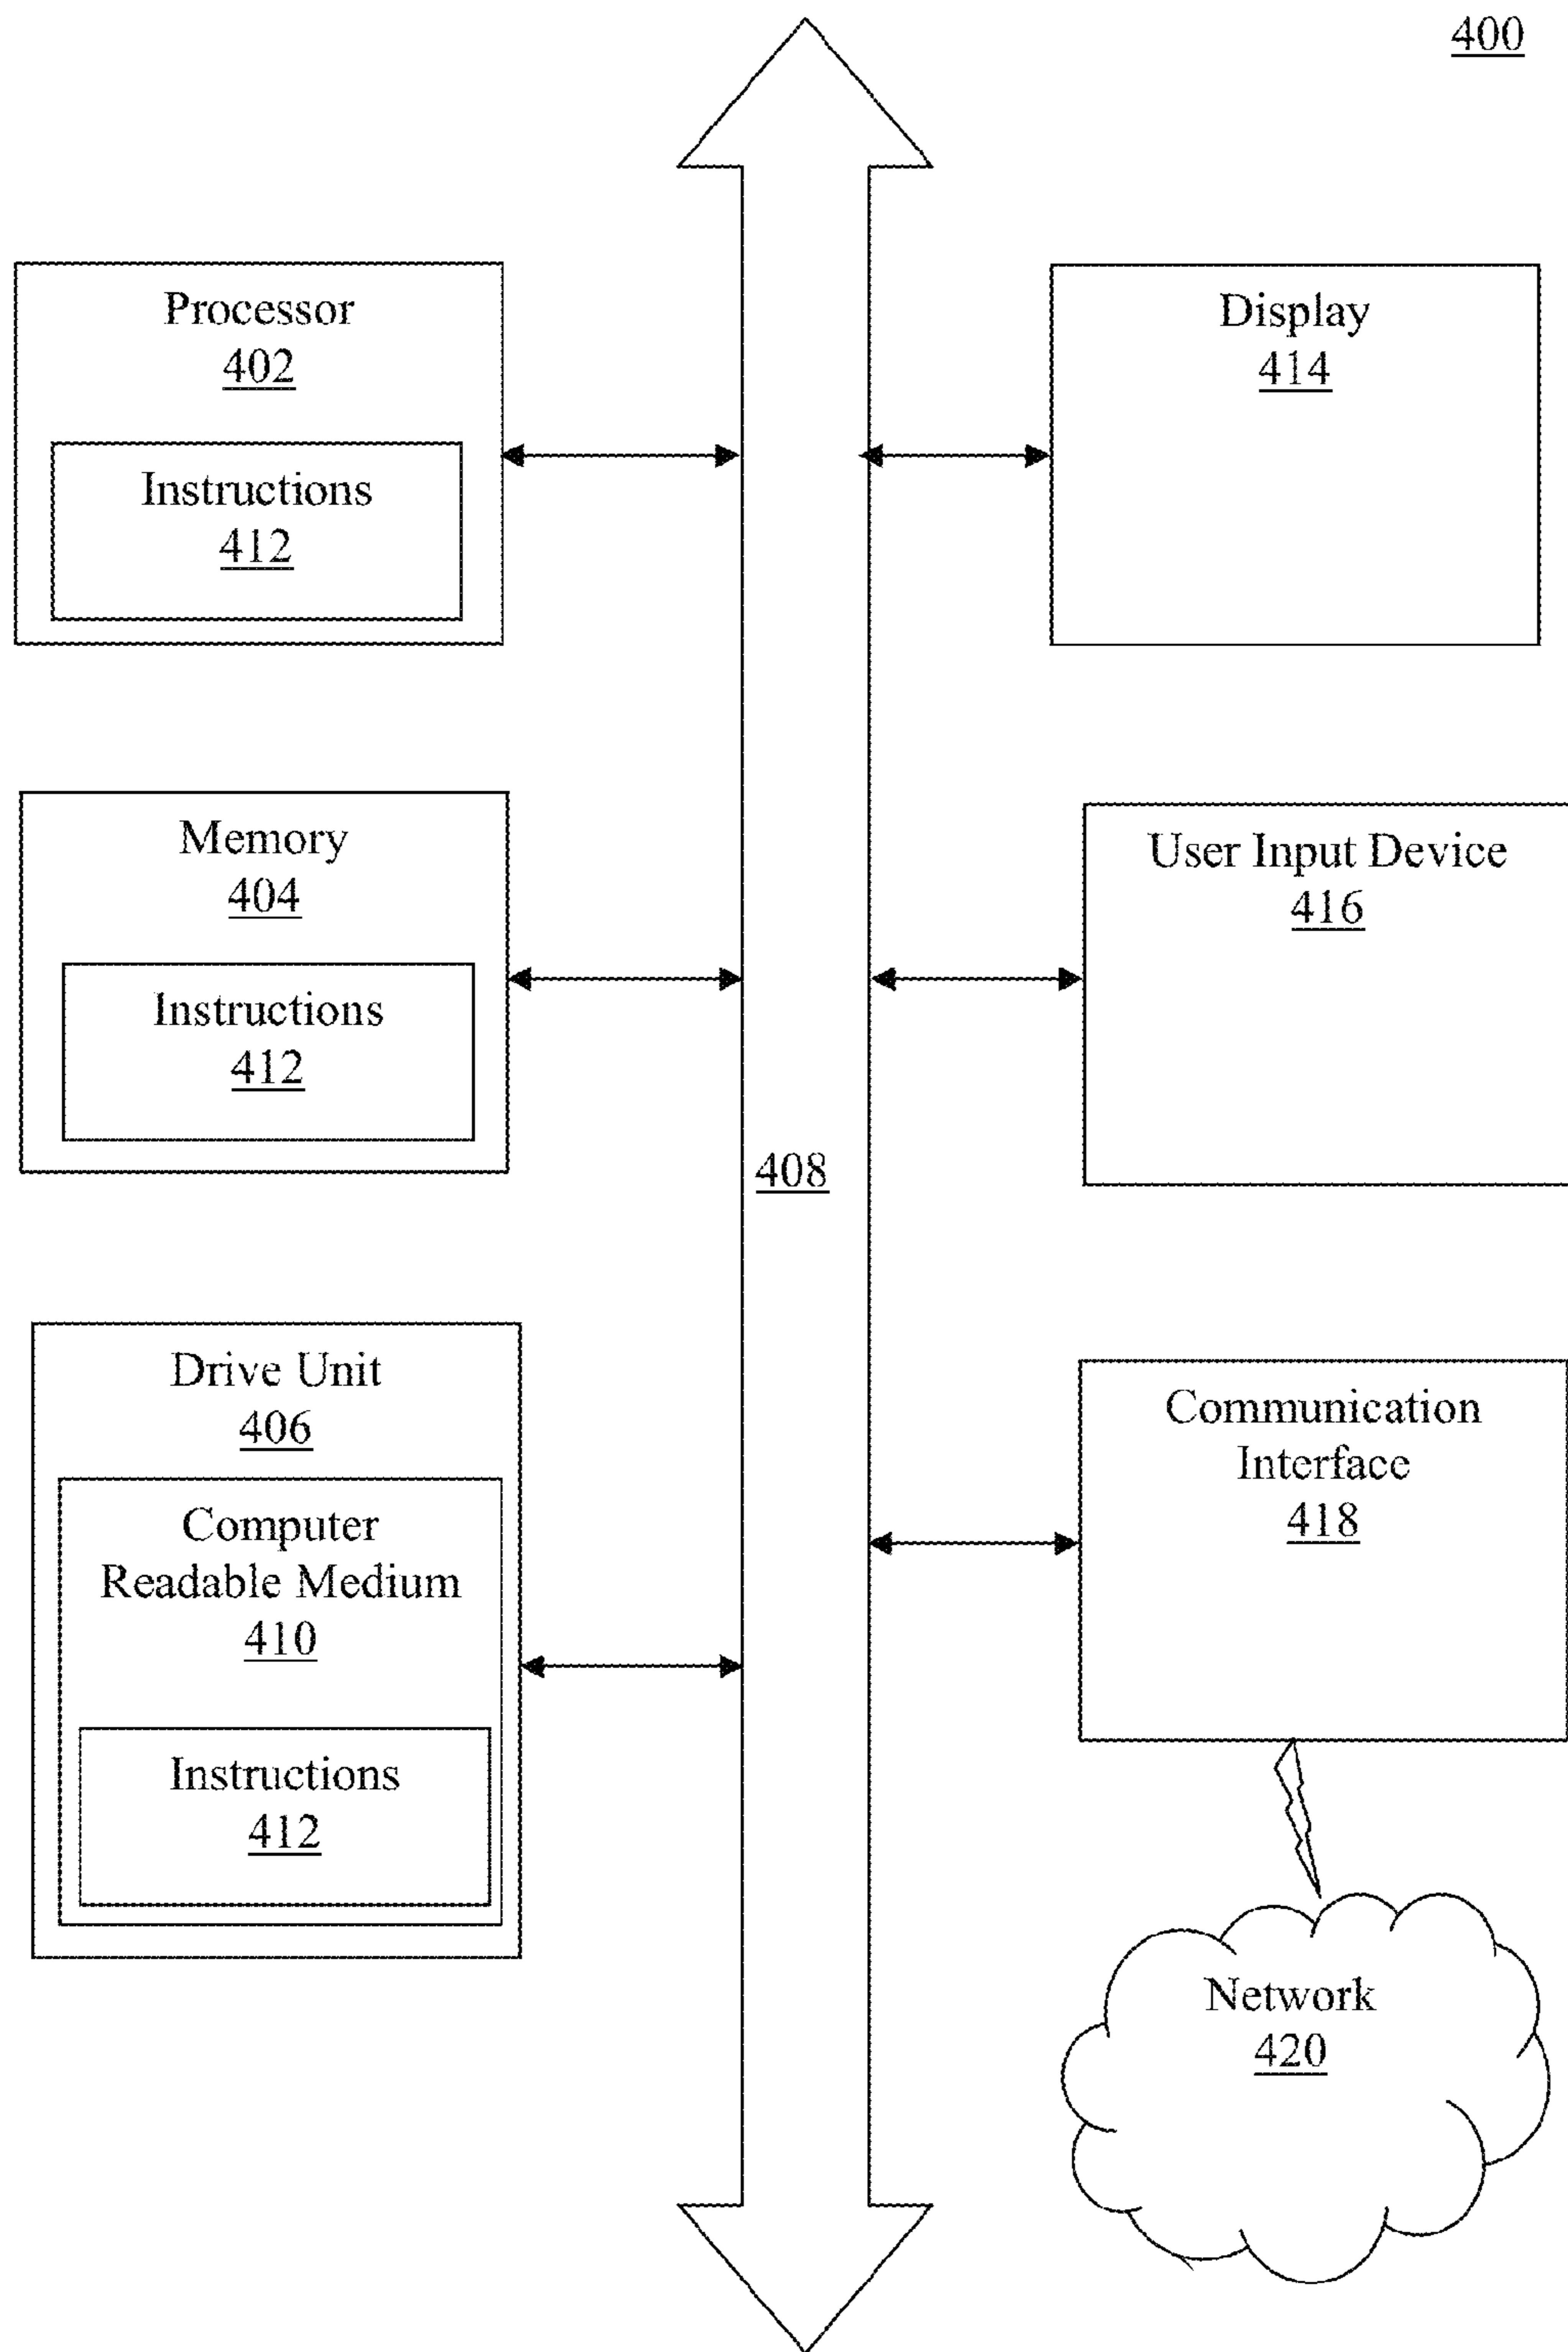 400
Processor
402
Instructions
412
Memory
404
Instructions
412
Drive Unit
406
Computer
Readable Medium
410
Instructions
412
408
Display
414
User Input Device
416
Communication
Interface
418
Network
420